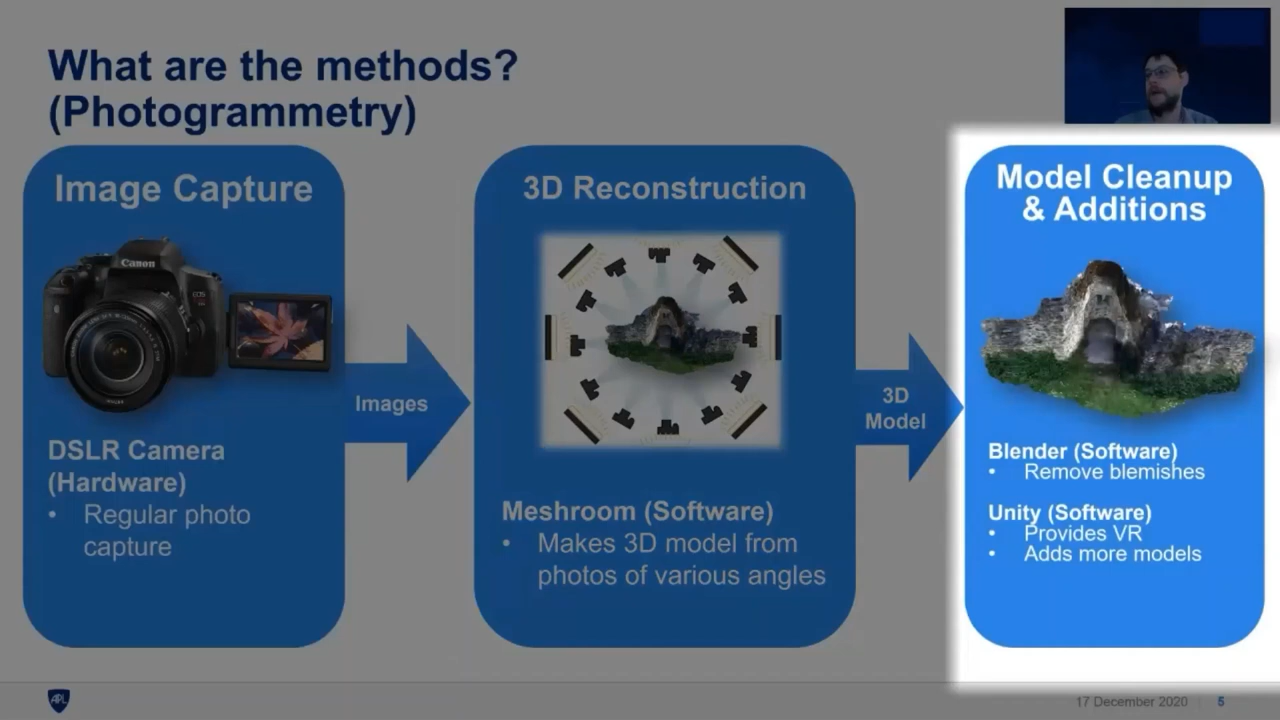 What are the methods?
(Photogrammetry)
Image Capture
Canon
EOS
DSLR Camera
(Hardware)
• Regular photo
capture
Images
3D Reconstruction
Meshroom (Software)
• Makes 3D model from
photos of various angles
3D
Model
Model Cleanup
& Additions
Blender (Software)
• Remove blemishes
Unity (Software)
• Provides VR
• Adds more models
APL
17 December 2020
5